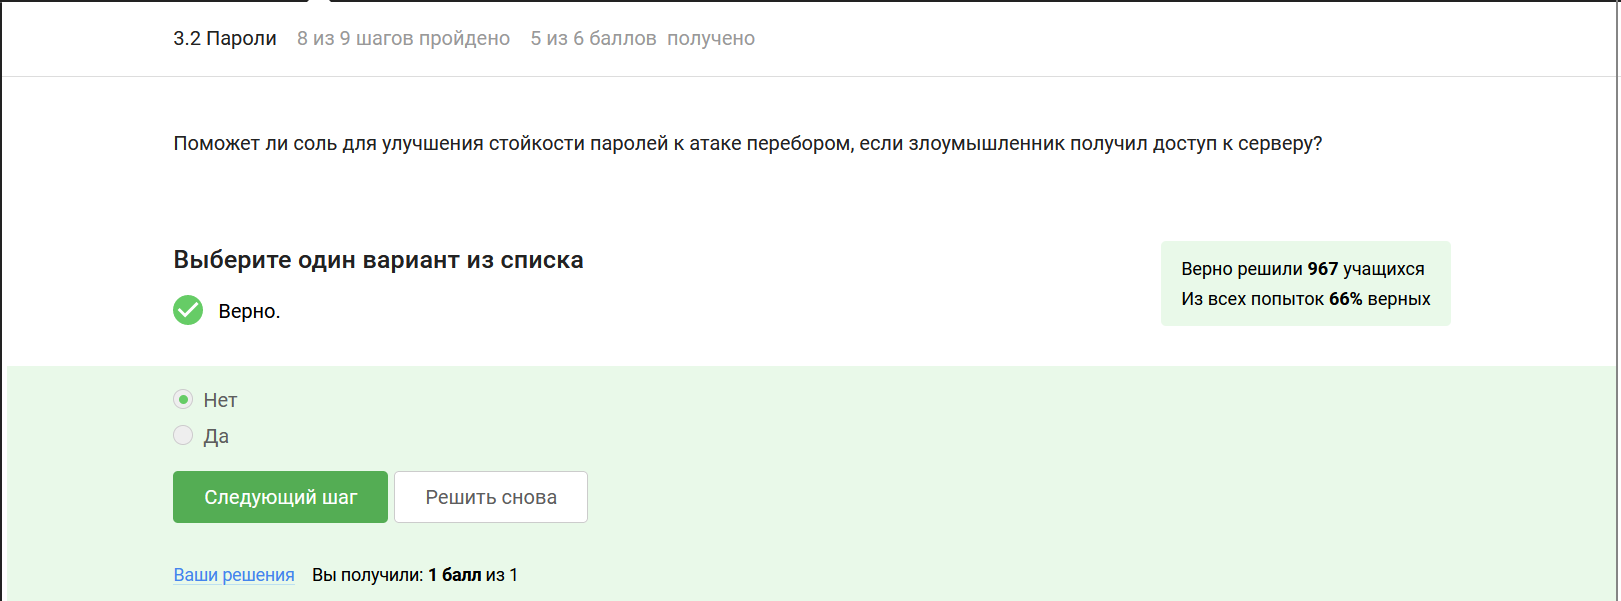 3.2 Пароли 8 из 9 шагов пройдено 5 из 6 баллов получено
Поможет ли соль для улучшения стойкости паролей к атаке перебором, если злоумышленник получил доступ к серверу?
Выберите один вариант из списка
Верно.
Верно решили 967 учащихся
Из всех попыток 66% верных
Нет
Да
Следующий шаг
Решить снова
Ваши решения Вы получили: 1 балл из 1